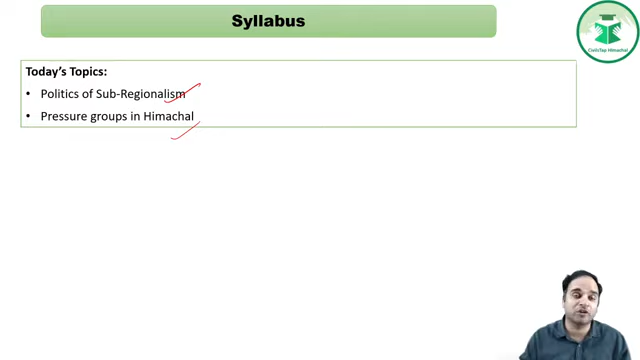 Syllabus
CivilsTap Himachal
Today's Topics:
• Politics of Sub-Regionalism
• Pressure groups in Himachal